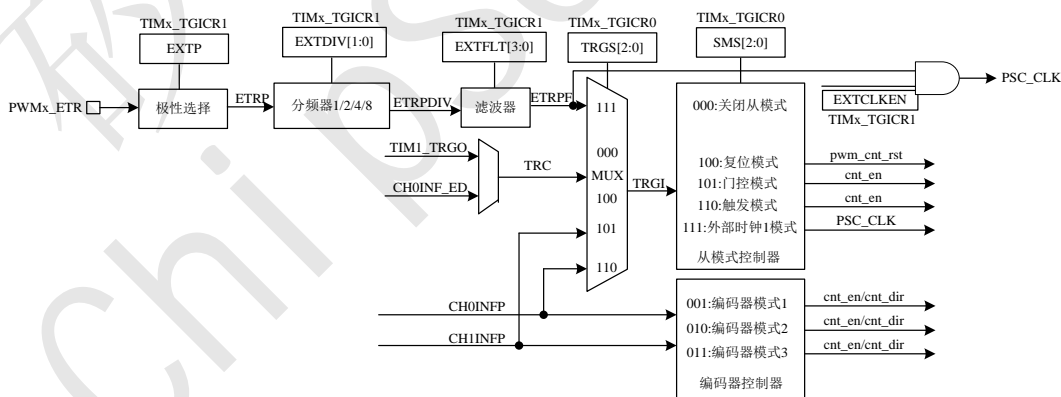 TIMx_TGICR1
EXTP
TIMx_TGICR1
EXTDIV[1:0]
TIMx_TGICR1
EXTFLT[3:0]
TIMx_TGICR0
TRGS[2:0]
TIMx_TGICR0
SMS[2:0]
PSC_CLK
EXTCLKEN
TIMx_TGICR1
PWMx_ETR
极性选择
ETRP
分频器1/2/4/8
ETRPDIV
滤波器
ETRPF
TIM1_TRGO
CH0INF_ED
TRC
111
000
MUX
100
101
110
TRGI
000:关闭从模式
100:复位模式
101:门控模式
110:触发模式
111:外部时钟1模式
从模式控制器
pwm_cnt_rst
cnt_en
cnt_en
PSC_CLK
CH0INFP
CH1INFP
001:编码器模式1
010:编码器模式2
011:编码器模式3
编码器控制器
cnt_en/cnt_dir
cnt_en/cnt_dir
cnt_en/cnt_dir